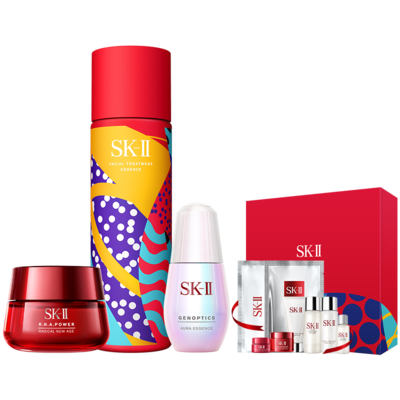 SK-II
FACIAL TREATMENT
ESSENCE
SK-II
R.N.A.POWER
RADICAL NEW AGE
SK-II
GENOPTICS
AURA ESSENCE
SK-II
SK-II
SK-II
SK-II